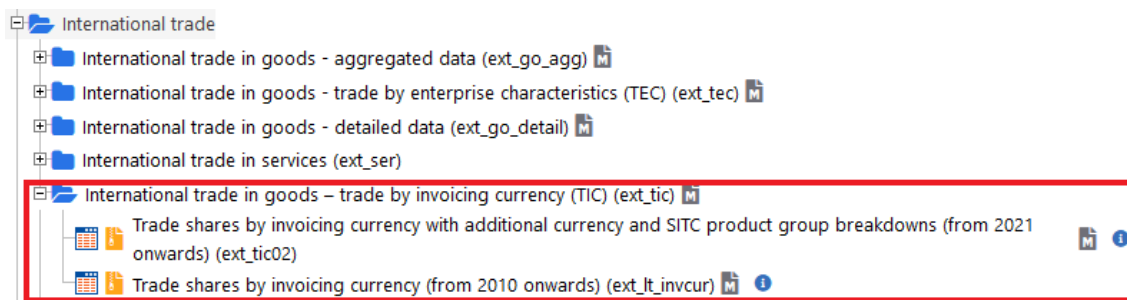 International trade
International trade in goods - aggregated data (ext_go_agg) M
International trade in goods - trade by enterprise characteristics (TEC) (ext_tec) M
International trade in goods - detailed data (ext_go_detail) M
International trade in services (ext_ser)
International trade in goods – trade by invoicing currency (TIC) (ext_tic) M
Trade shares by invoicing currency with additional currency and SITC product group breakdowns (from 2021
onwards) (ext_tic02) M i
Trade shares by invoicing currency (from 2010 onwards) (ext_lt_invcur) M i